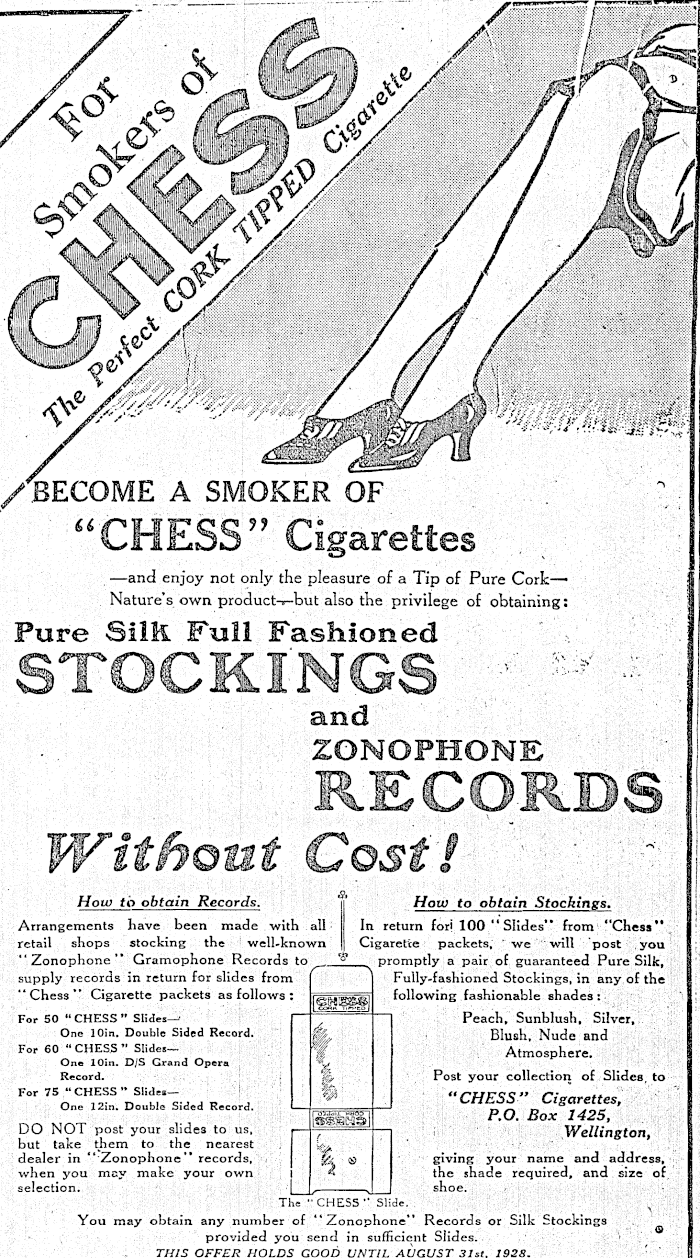 For
Smokers of
CHESS
The Perfect CORK TIPPED Cigarette
BECOME A SMOKER OF
"CHESS" Cigarettes
—and enjoy not only the pleasure of a Tip of Pure Cork—
Nature's own product—but also the privilege of obtaining:
Pure Silk Full Fashioned
STOCKINGS
and
ZONOPHONE
RECORDS
Without Cost!
How to obtain Records.
Arrangements have been made with all
retail shops stocking the well-known
"Zonophone" Gramophone Records to
supply records in return for slides from
"Chess" Cigarette packets as follows:
For 50 "CHESS" Slides—
One 10in. Double Sided Record.
For 60 "CHESS" Slides—
One 10in. D/S Grand Opera
Record.
For 75 "CHESS" Slides—
One 12in. Double Sided Record.
DO NOT post your slides to us,
but take them to the nearest
dealer in "Zonophone" records,
when you may make your own
selection.
CHESS
CORK TIPPED
CHESS
CORK TIPPED
The "CHESS" Slide.
How to obtain Stockings.
In return for 100 "Slides" from "Chess"
Cigarette packets, we will post you
promptly a pair of guaranteed Pure Silk,
Fully-fashioned Stockings, in any of the
following fashionable shades:
Peach, Sunblush, Silver,
Blush, Nude and
Atmosphere.
Post your collection of Slides to
"CHESS" Cigarettes,
P.O. Box 1425,
Wellington,
giving your name and address,
the shade required, and size of
shoe.
You may obtain any number of "Zonophone" Records or Silk Stockings
provided you send in sufficient Slides.
THIS OFFER HOLDS GOOD UNTIL AUGUST 31st, 1928.